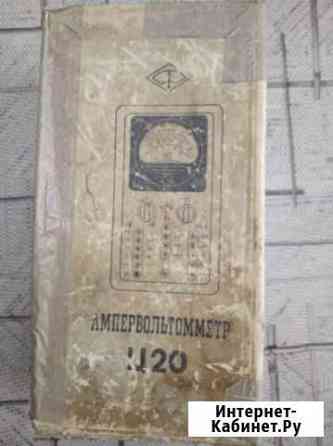 АМПЕРВОЛЬТОММЕТР
Ц20
Интернет-
Кабинет.Ру